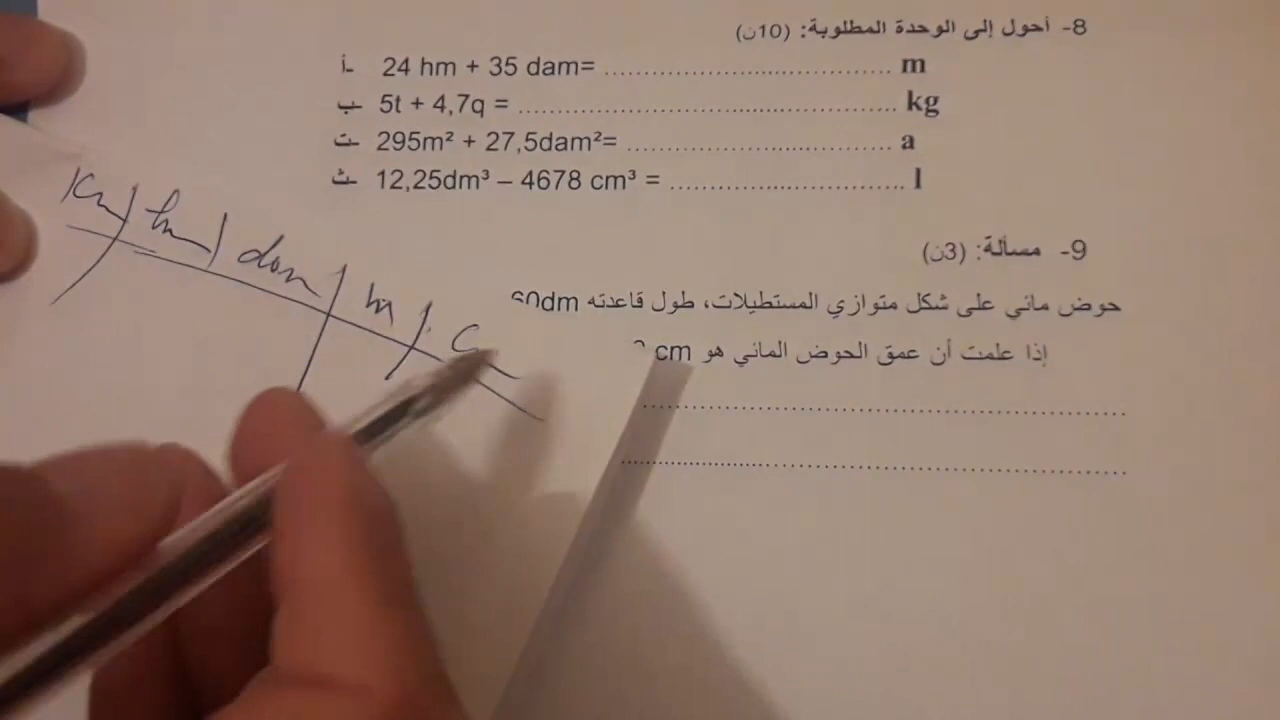 8- أحول إلى الوحدة المطلوبة: (10ن)
أ- 24 hm + 35 dam= ........................................ m
ب- 5t + 4,7q = ........................................ kg
ت- 295m² + 27,5dam²= ........................................ a
ث- 12,25dm³ – 4678 cm³ = ........................................ l
km hm dam m
9- مسألة: (3ن)
حوض مائي على شكل متوازي المستطيلات، طول قاعدته 60dm
إذا علمت أن عمق الحوض المائي هو cm
........................................
........................................